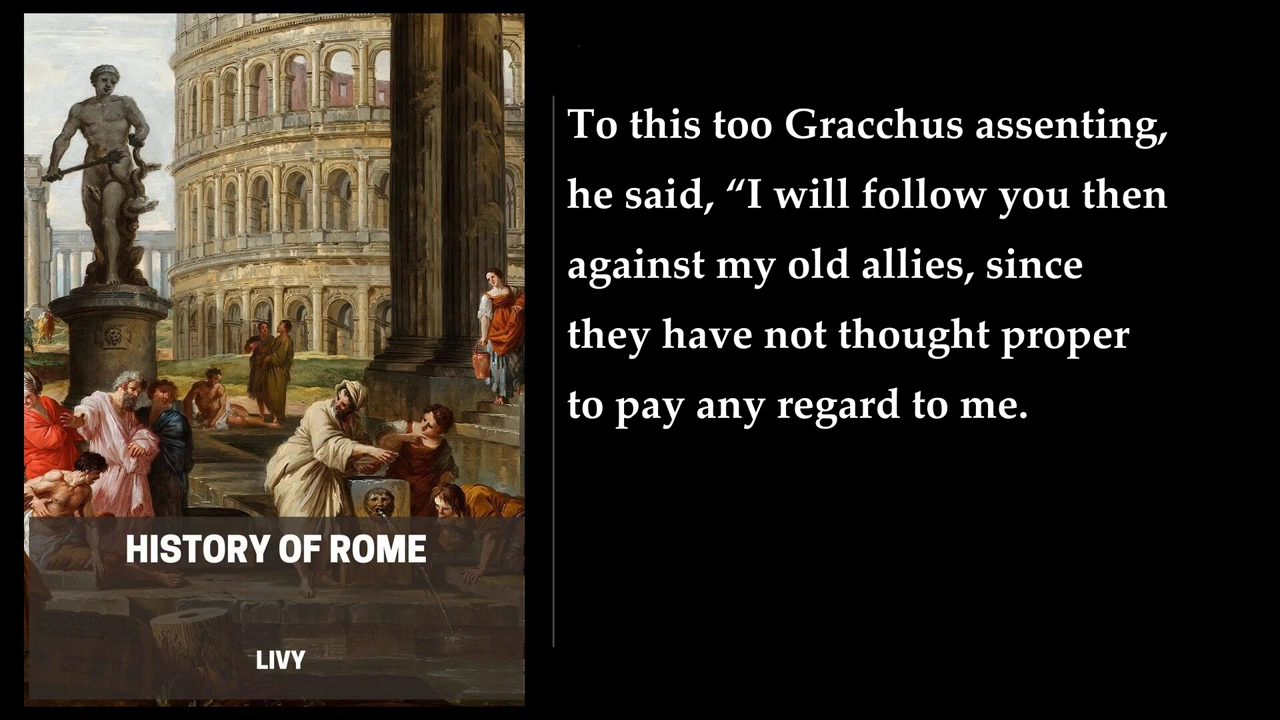 To this too Gracchus assenting,
he said, “I will follow you then
against my old allies, since
they have not thought proper
to pay any regard to me.
HISTORY OF ROME
LIVY